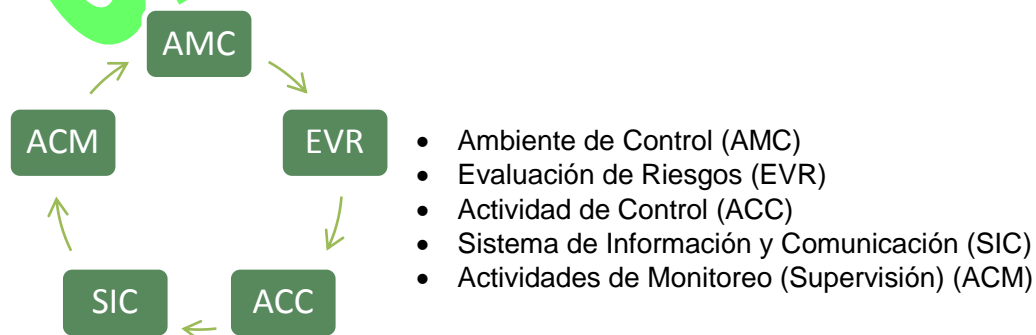 AMC
EVR
ACC
SIC
ACM
• Ambiente de Control (AMC)
• Evaluación de Riesgos (EVR)
• Actividad de Control (ACC)
• Sistema de Información y Comunicación (SIC)
• Actividades de Monitoreo (Supervisión) (ACM)